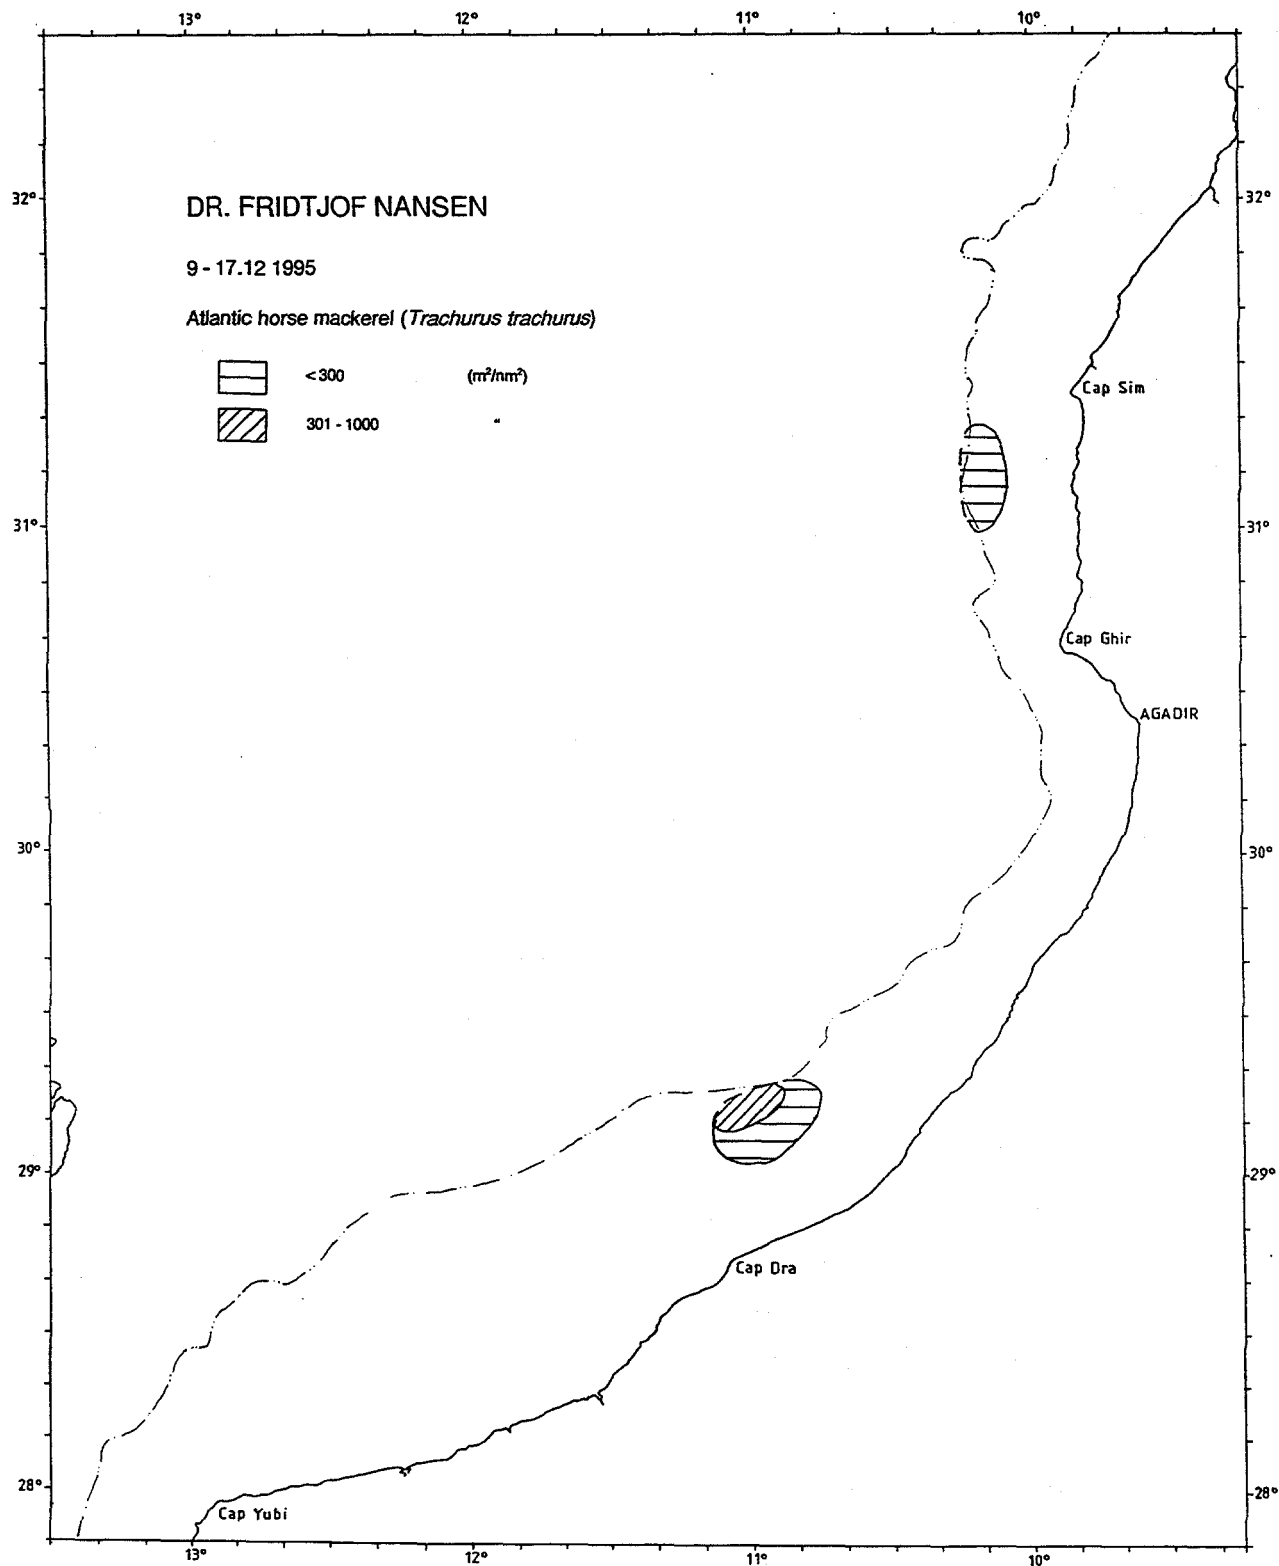 13° 12° 11° 10°
32° 32°
DR. FRIDTJOF NANSEN
9 - 17.12 1995
Atlantic horse mackerel (Trachurus trachurus)
<300 (m²/nm²)
301 - 1000 "
Cap Sim
31° 31°
Cap Ghir
AGADIR
30° 30°
29° 29°
Cap Dra
28° 28°
Cap Yubi
13° 12° 11° 10°